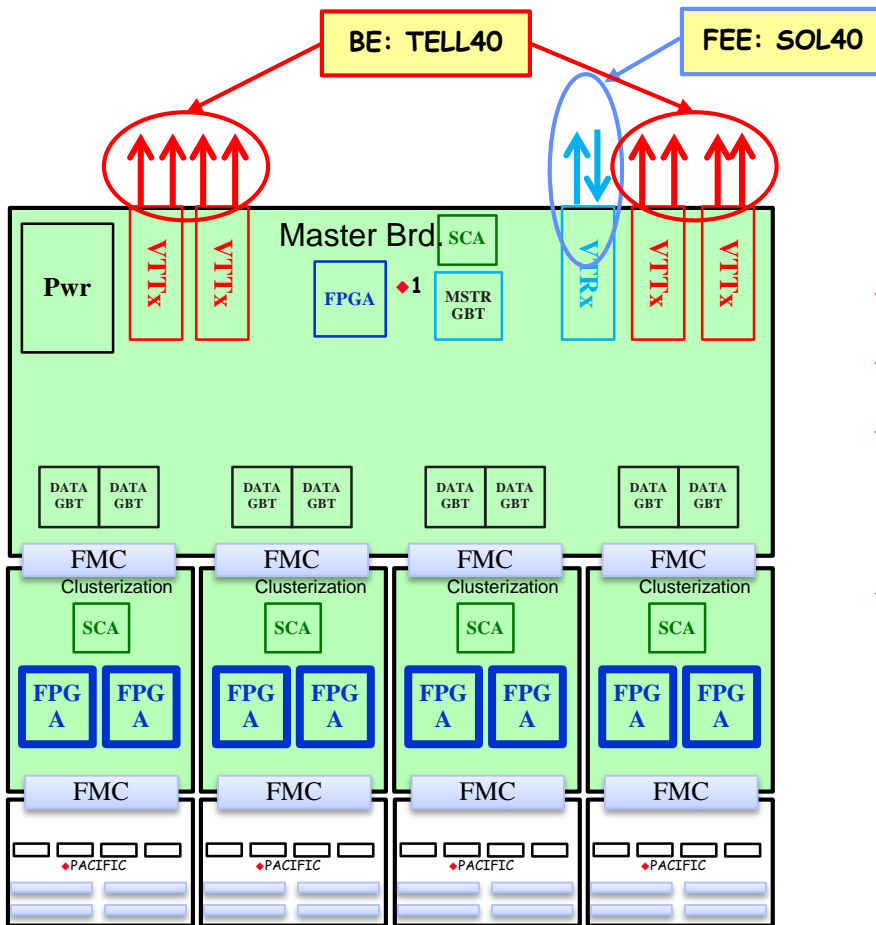 BE: TELL40
FEE: SOL40
Master Brd.
SCA
Pwr
VTTx
VTTx
FPGA
◆1
MSTR
GBT
VTRx
VTTx
VTTx
DATA DATA DATA DATA DATA DATA DATA DATA
GBT GBT GBT GBT GBT GBT GBT GBT
FMC FMC FMC FMC
Clusterization Clusterization Clusterization Clusterization
SCA SCA SCA SCA
FPG FPG FPG FPG FPG FPG FPG FPG
A A A A A A A A
FMC FMC FMC FMC
◆PACIFIC ◆PACIFIC ◆PACIFIC ◆PACIFIC